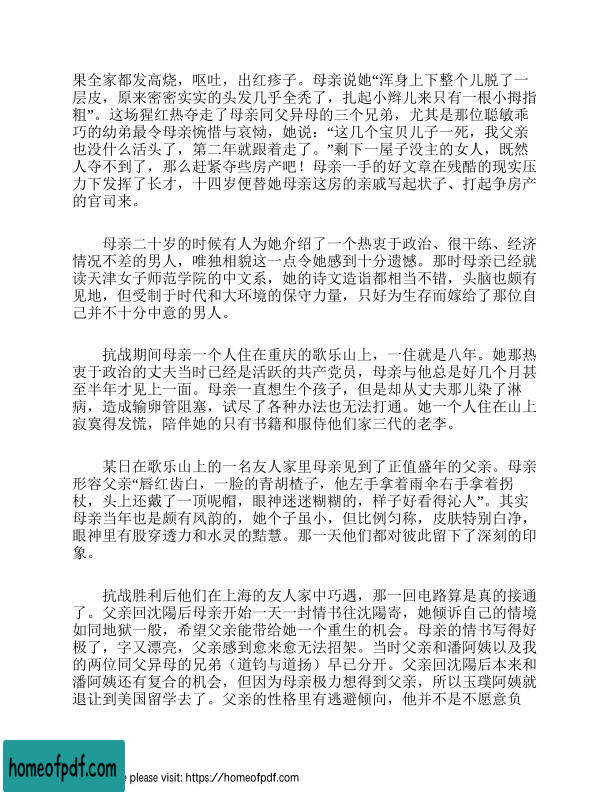 果全家都发高烧，呕吐，出红疹子。母亲说她“浑身上下整个儿脱了一
层皮，原来密密实实的头发几乎全秃了，扎起小辫儿来只有一根小拇指
粗”。这场猩红热夺走了母亲同父异母的三个兄弟，尤其是那位聪敏乖
巧的幼弟最令母亲惋惜与哀恸，她说：“这几个宝贝儿子一死，我父亲
也没什么活头了，第二年就跟着走了。”剩下一屋子没主的女人，既然
人夺不到了，那么赶紧夺些房产吧！母亲一手的好文章在残酷的现实压
力下发挥了长才，十四岁便替她母亲这房的亲戚写起状子、打起争房产
的官司来。
母亲二十岁的时候有人为她介绍了一个热衷于政治、很干练、经济
情况不差的男人，唯独相貌这一点令她感到十分遗憾。那时母亲已经就
读天津女子师范学院的中文系，她的诗文造诣都相当不错，头脑也颇有
见地，但受制于时代和大环境的保守力量，只好为生存而嫁给了那位自
己并不十分中意的男人。
抗战期间母亲一个人住在重庆的歌乐山上，一住就是八年。她那热
衷于政治的丈夫当时已经是活跃的共产党员，母亲与他总是好几个月甚
至半年才见上一面。母亲一直想生个孩子，但是却从丈夫那儿染了淋
病，造成输卵管阻塞，试尽了各种办法也无法打通。她一个人住在山上
寂寞得发慌，陪伴她的只有书籍和服侍他们家三代的老李。
某日在歌乐山上的一名友人家里母亲见到了正值盛年的父亲。母亲
形容父亲“唇红齿白，一脸的青胡楂子，他左手拿着雨伞右手拿着拐
杖，头上还戴了一顶呢帽，眼神迷迷糊糊的，样子好看得沁人”。其实
母亲当年也是颇有风韵的，她个子虽小，但比例匀称，皮肤特别白净，
眼神里有股穿透力和水灵的黠慧。那一天他们都对彼此留下了深刻的印
象。
抗战胜利后他们在上海的友人家中巧遇，那一回电路算是真的接通
了。父亲回沈陽后母亲开始一天一封情书往沈陽寄，她倾诉自己的情境
如同地狱一般，希望父亲能带给她一个重生的机会。母亲的情书写得好
极了，字又漂亮，父亲感到愈来愈无法招架。当时父亲和潘阿姨以及我
的两位同父异母的兄弟（道钧与道扬）早已分开。父亲回沈陽后本来和
潘阿姨还有复合的机会，但因为母亲极力想得到父亲，所以玉璞阿姨就
退让到美国留学去了。父亲的性格里有逃避倾向，他并不是不愿意负
homeofpdf.com
e please visit: https://homeofpdf.com